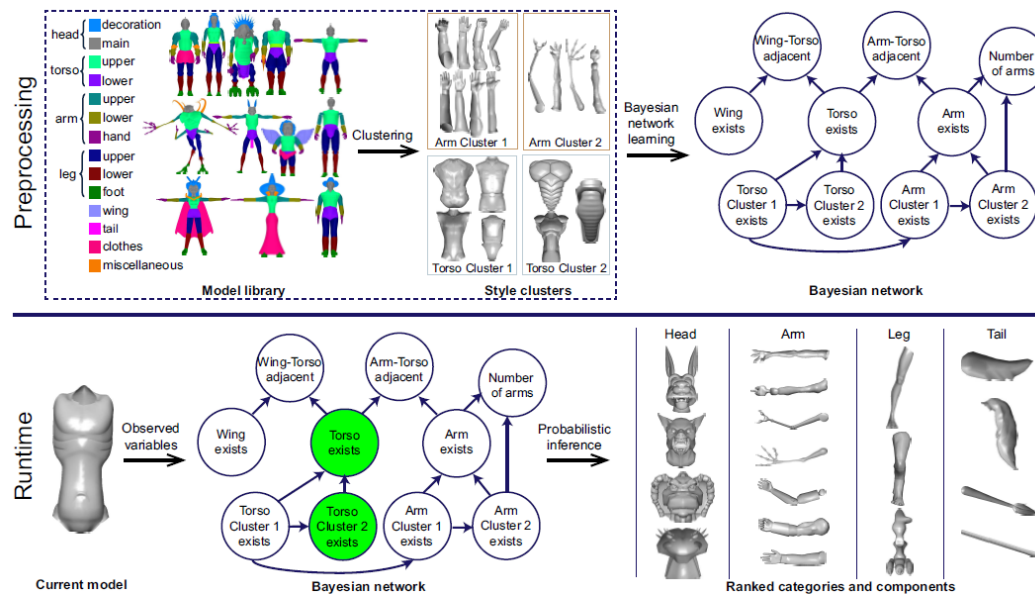 Preprocessing
head
decoration
main
torso
upper
lower
arm
upper
lower
hand
leg
upper
lower
foot
wing
tail
clothes
miscellaneous
Model library
Clustering
Arm Cluster 1
Arm Cluster 2
Torso Cluster 1
Torso Cluster 2
Style clusters
Bayesian
network
learning
Wing-Torso
adjacent
Arm-Torso
adjacent
Number
of arms
Wing
exists
Torso
exists
Arm
exists
Torso
Cluster 1
exists
Torso
Cluster 2
exists
Arm
Cluster 1
exists
Arm
Cluster 2
exists
Bayesian network
Runtime
Current model
Observed
variables
Wing-Torso
adjacent
Arm-Torso
adjacent
Number
of arms
Wing
exists
Torso
exists
Arm
exists
Torso
Cluster 1
exists
Torso
Cluster 2
exists
Arm
Cluster 1
exists
Arm
Cluster 2
exists
Bayesian network
Probabilistic
inference
Head
Arm
Leg
Tail
Ranked categories and components